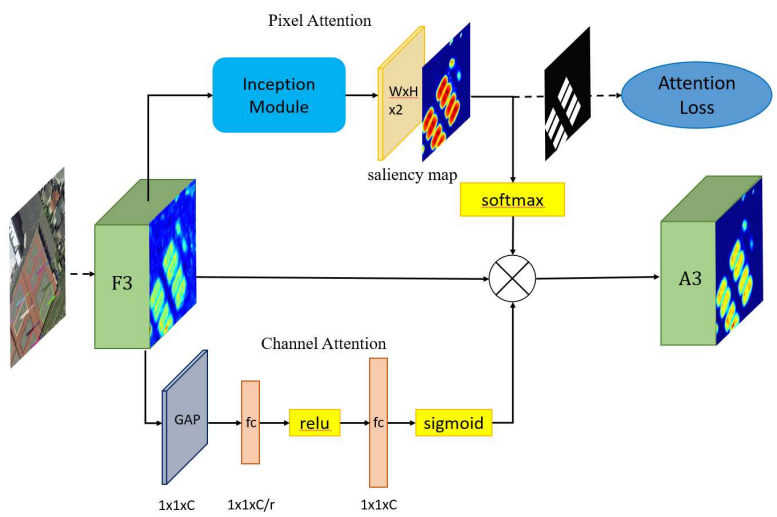 Pixel Attention
Inception
Module
WxH
x2
Attention
Loss
saliency map
softmax
F3
A3
Channel Attention
GAP
fc
relu
fc
sigmoid
1x1xC
1x1xC/r
1x1xC